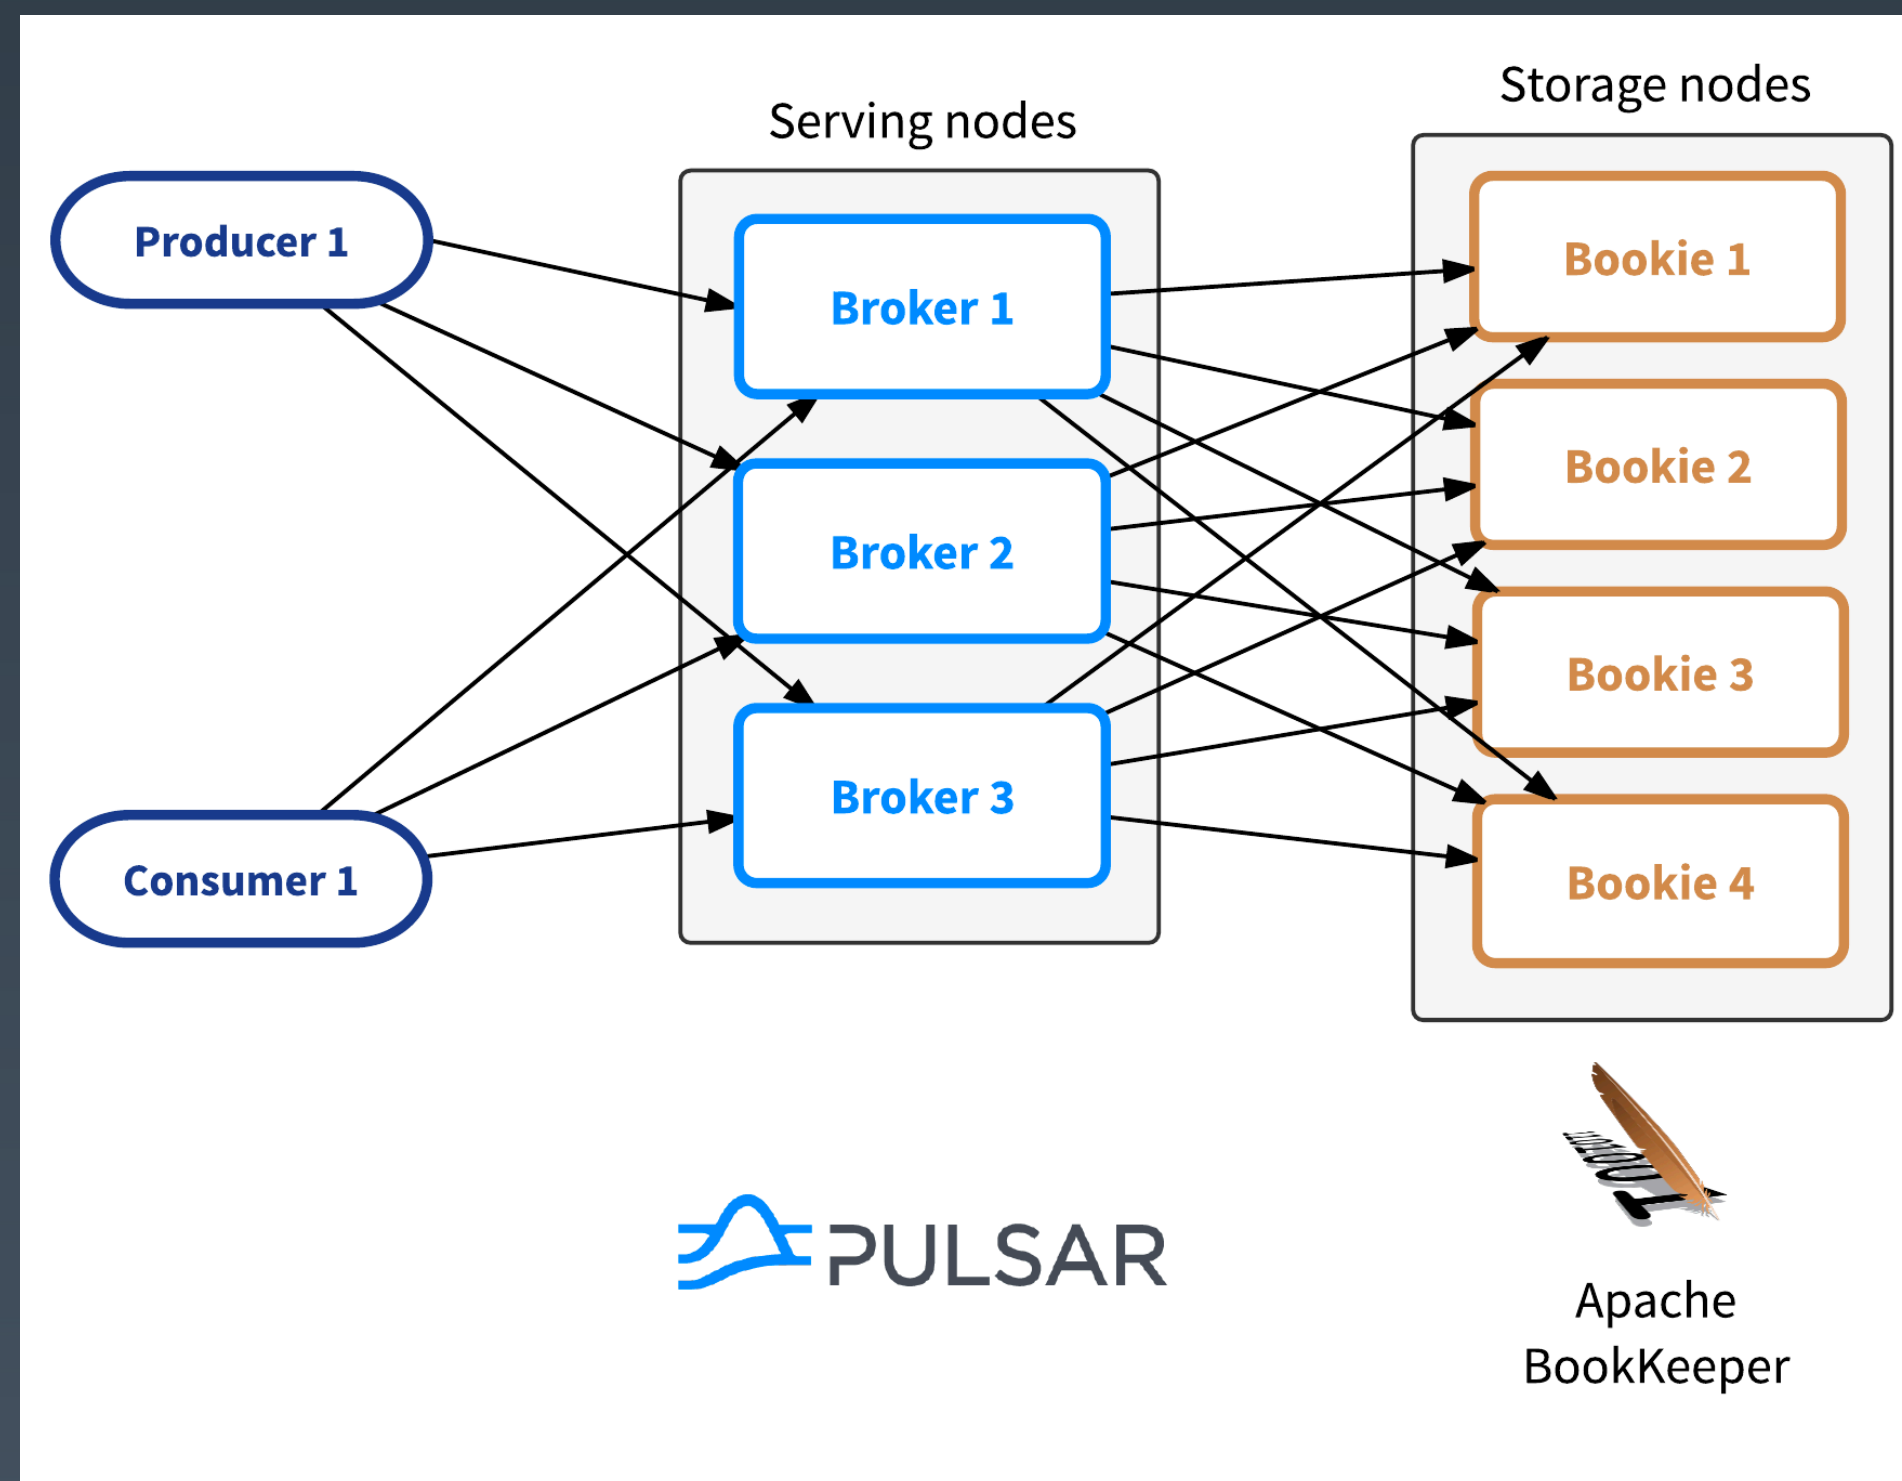 Storage nodes
Serving nodes
Producer 1
Consumer 1
Broker 1
Broker 2
Broker 3
Bookie 1
Bookie 2
Bookie 3
Bookie 4
PULSAR
Apache
BookKeeper